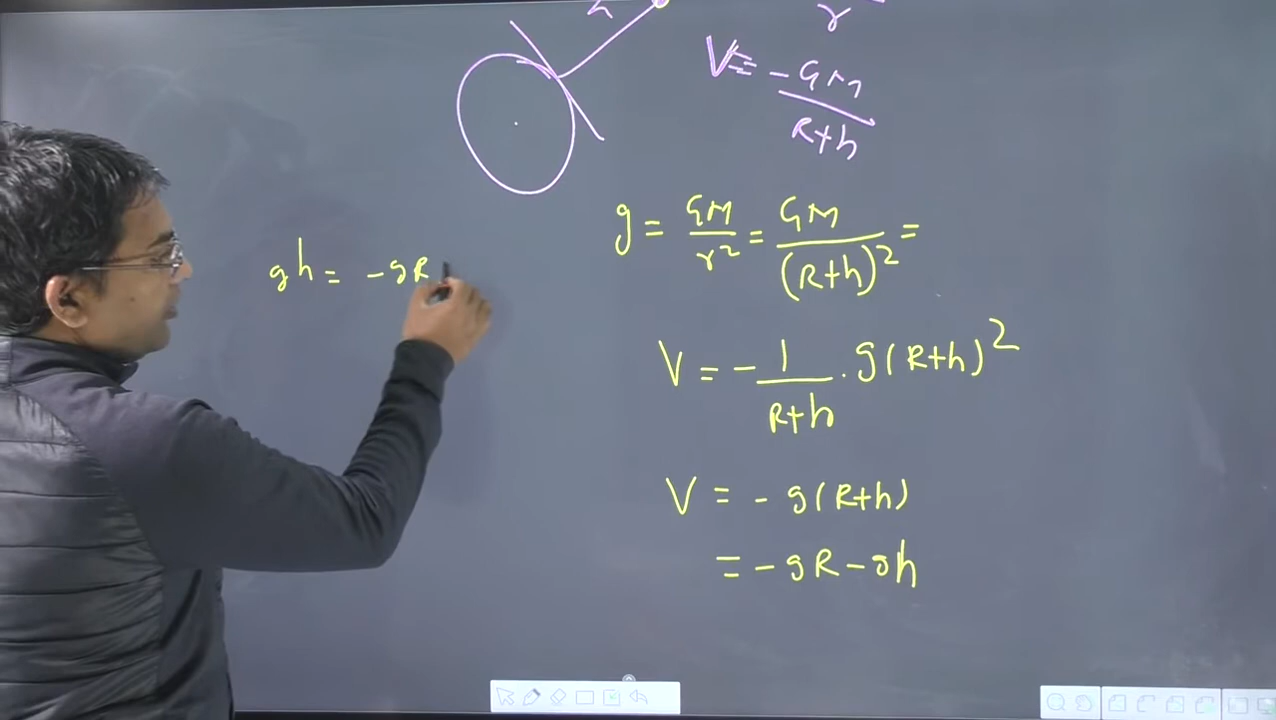 h
r
V = -GM/(R+h)
g = GM/r² = GM/(R+h)² =
gh = -gR
V = - 1/(R+h) . g(R+h)²
V = - g(R+h)
= - gR - gh